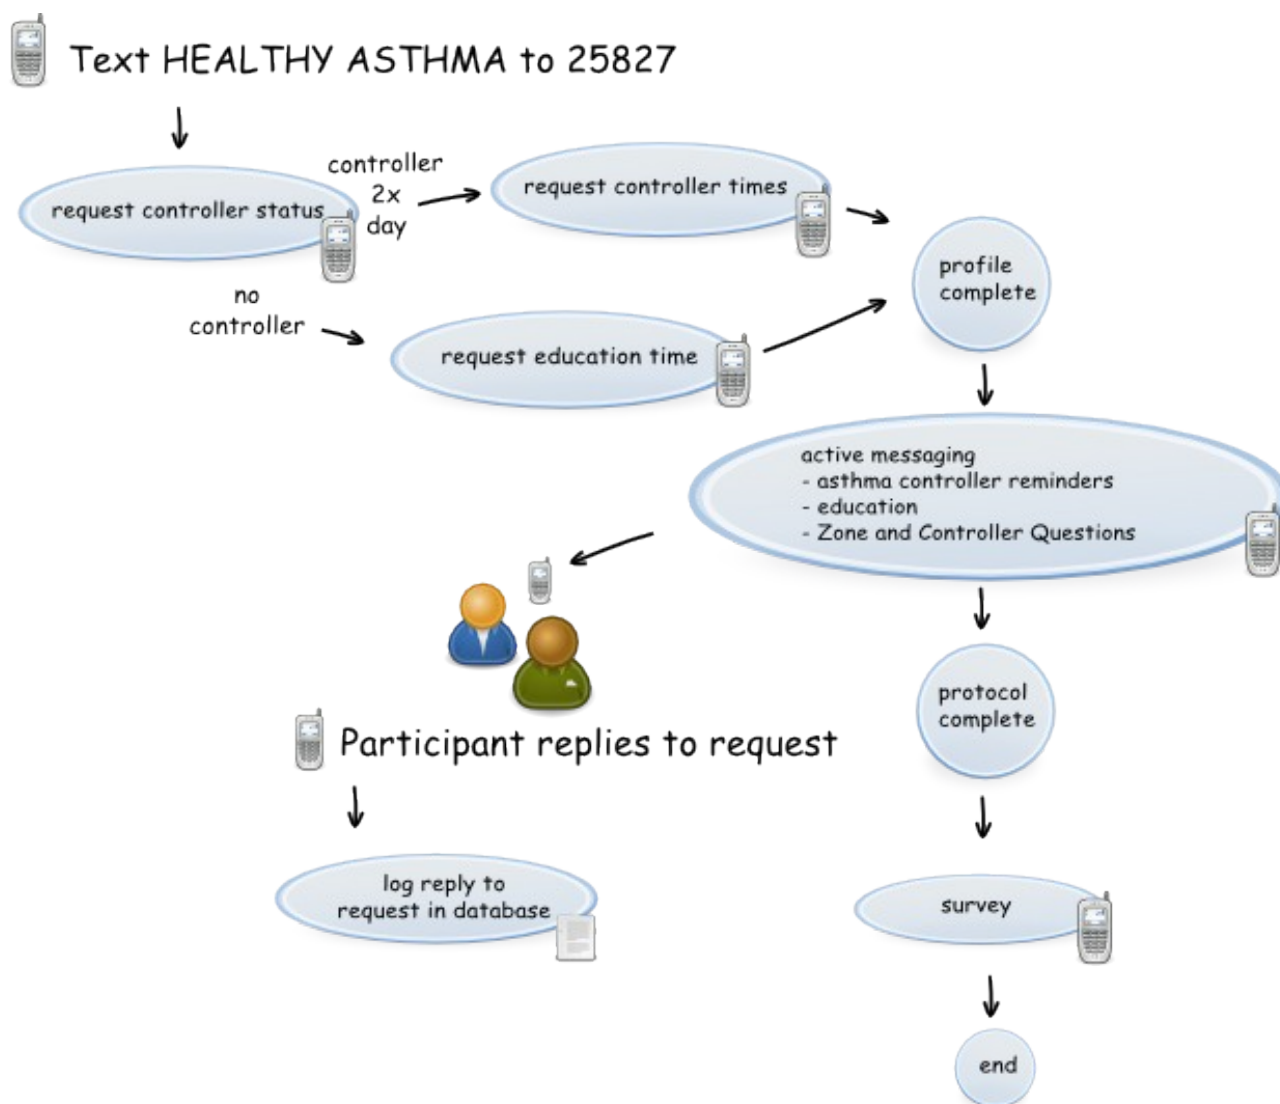 Text HEALTHY ASTHMA to 25827
request controller status
controller
2x
day
request controller times
no
controller
request education time
profile
complete
active messaging
- asthma controller reminders
- education
- Zone and Controller Questions
Participant replies to request
log reply to
request in database
protocol
complete
survey
end